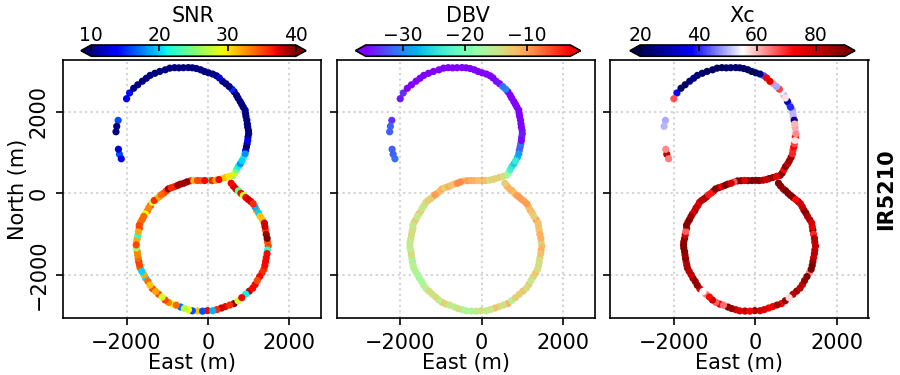 SNR
DBV
Xc
10 20 30 40
−30 −20 −10
20 40 60 80
North (m)
2000
0
−2000
−2000 0 2000
−2000 0 2000
−2000 0 2000
East (m)
East (m)
East (m)
IR5210